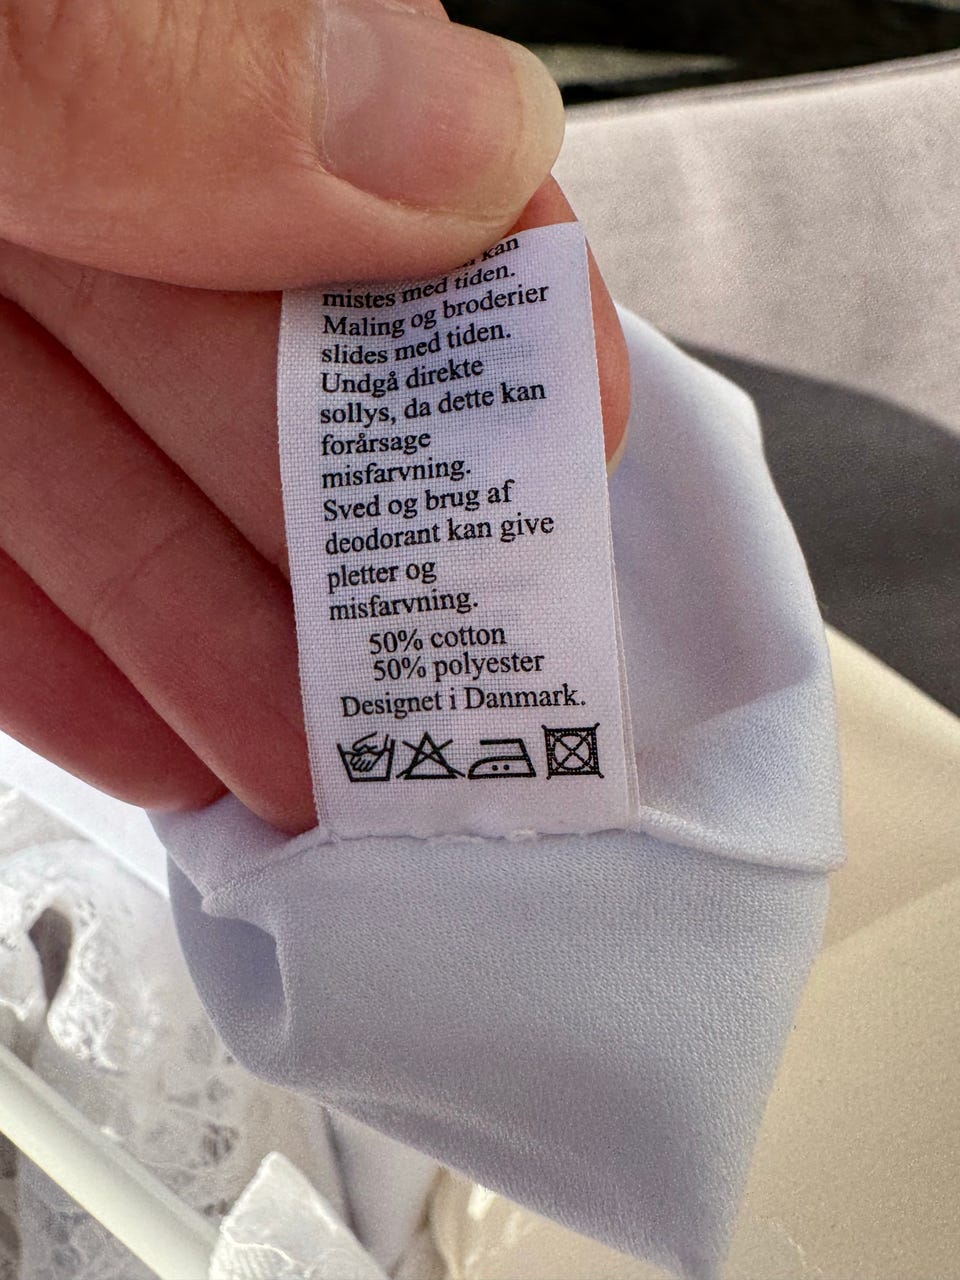 kan
mistes med tiden.
Maling og broderier
slides med tiden.
Undgå direkte
sollys, da dette kan
forårsage
misfarvning.
Sved og brug af
deodorant kan give
pletter og
misfarvning.
50% cotton
50% polyester
Designet i Danmark.